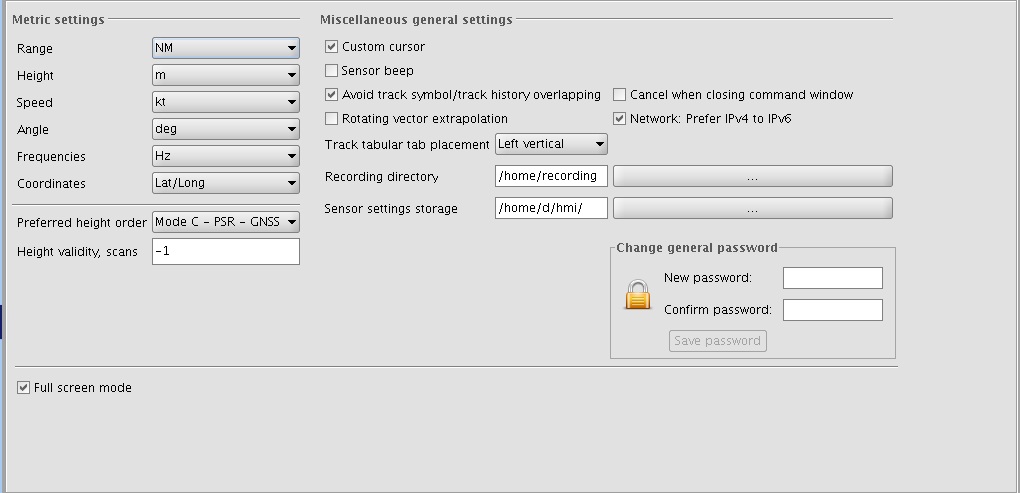 Metric settings
Range NM
Height m
Speed kt
Angle deg
Frequencies Hz
Coordinates Lat/Long
Preferred height order Mode C - PSR - GNSS
Height validity, scans -1
Miscellaneous general settings
Custom cursor
Sensor beep
Avoid track symbol/track history overlapping Cancel when closing command window
Rotating vector extrapolation Network: Prefer IPv4 to IPv6
Track tabular tab placement Left vertical
Recording directory /home/recording ...
Sensor settings storage /home/d/hmi/ ...
Change general password
New password:
Confirm password:
Save password
Full screen mode